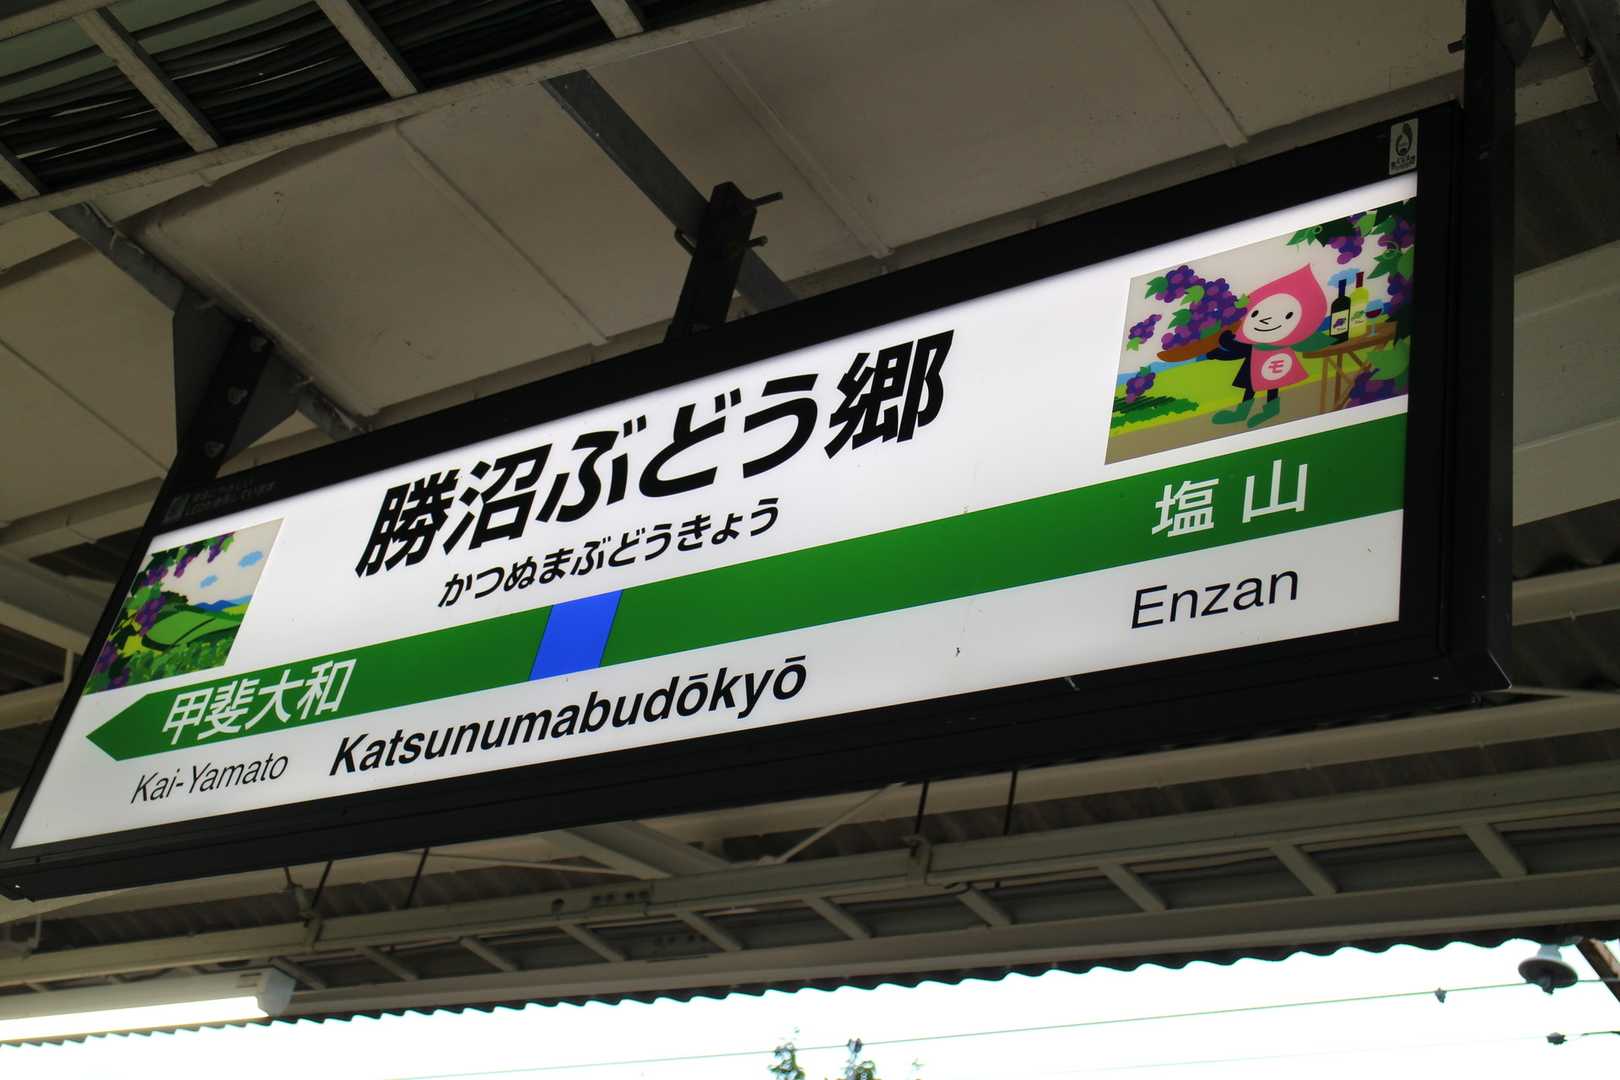 勝沼ぶどう郷
かつぬまぶどうきょう
モ
甲斐大和
塩山
Kai-Yamato
Katsunumabudōkyō
Enzan